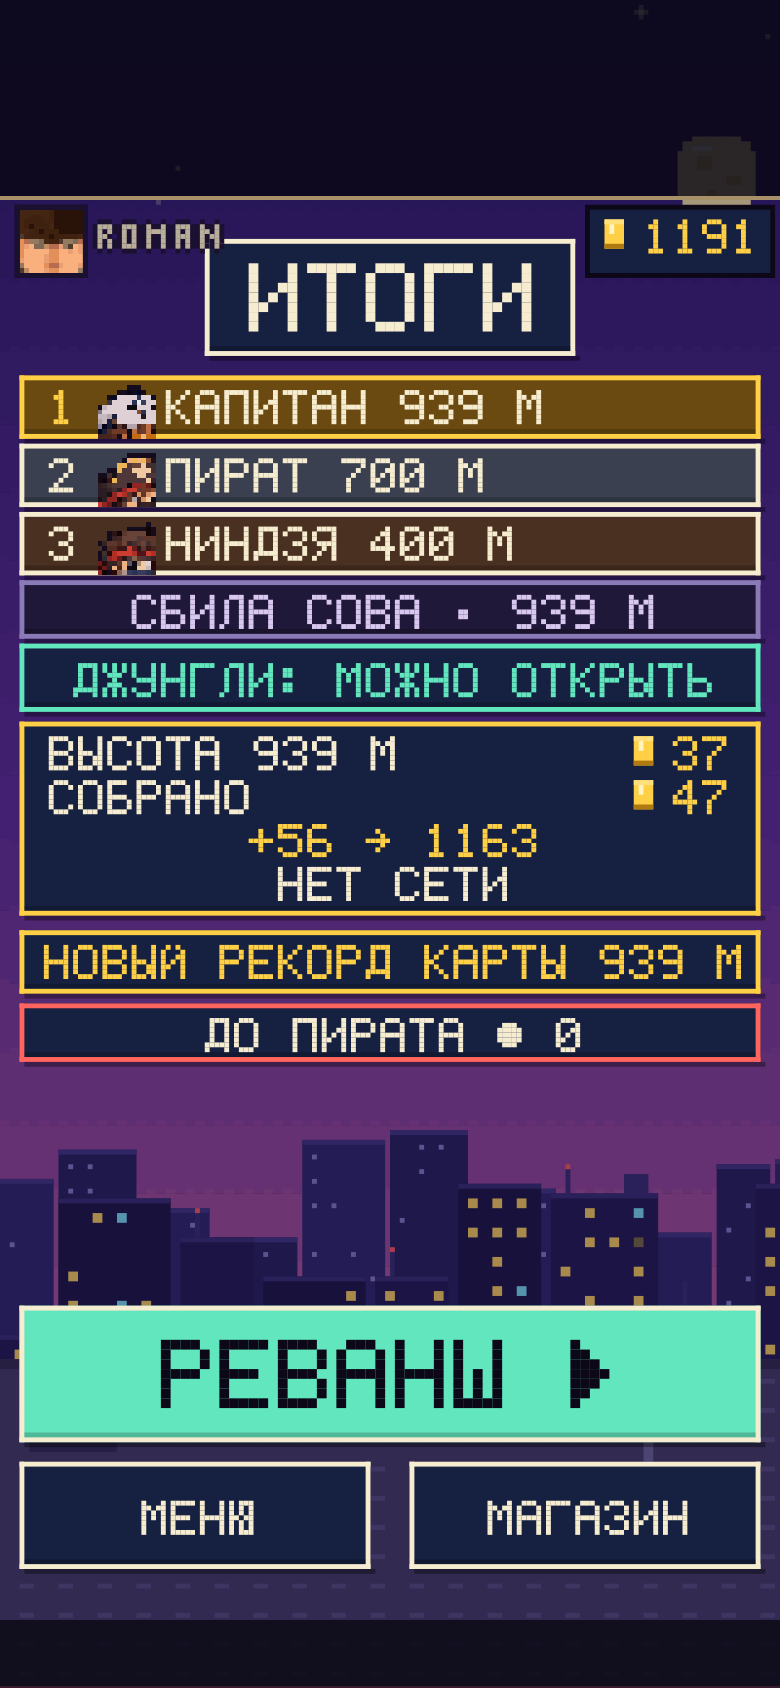 ROMAN
1191
ИТОГИ
1 КАПИТАН 939 М
2 ПИРАТ 700 М
3 НИНДЗЯ 400 М
СБИЛА СОВА · 939 М
ДЖУНГЛИ: МОЖНО ОТКРЫТЬ
ВЫСОТА 939 М 37
СОБРАНО 47
+56 → 1163
НЕТ СЕТИ
НОВЫЙ РЕКОРД КАРТЫ 939 М
ДО ПИРАТА ● 0
РЕВАНШ ▶
МЕНЮ
МАГАЗИН